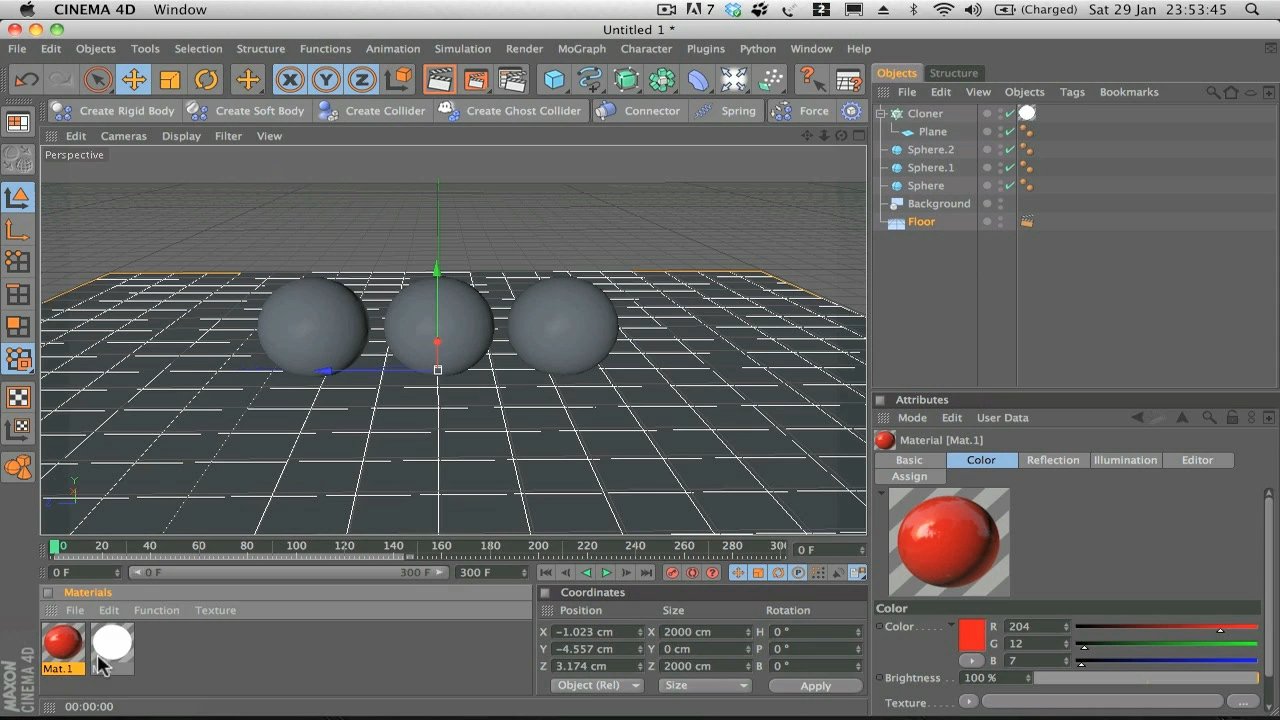 CINEMA 4D Window 7 (Charged) Sat 29 Jan 23:53:45
Untitled 1 *
File Edit Objects Tools Selection Structure Functions Animation Simulation Render MoGraph Character Plugins Python Window Help
X Y Z
Objects Structure
File Edit View Objects Tags Bookmarks
Create Rigid Body Create Soft Body Create Collider Create Ghost Collider Connector Spring Force
Cloner
Plane
Sphere.2
Sphere.1
Sphere
Background
Floor
Edit Cameras Display Filter View
Perspective
Y
Attributes
Mode Edit User Data
Material [Mat.1]
Basic Color Reflection Illumination Editor
Assign
Color
Color R 204
G 12
B 7
Brightness 100 %
Texture
0 20 40 60 80 100 120 140 160 180 200 220 240 260 280 30 0 F
0 F 0 F 300 F 300 F
Materials
File Edit Function Texture
Mat.1
Coordinates
Position Size Rotation
X -1.023 cm X 2000 cm H 0 °
Y -4.557 cm Y 0 cm P 0 °
Z 3.174 cm Z 2000 cm B 0 °
Object (Rel) Size Apply
MAXON CINEMA 4D
00:00:00